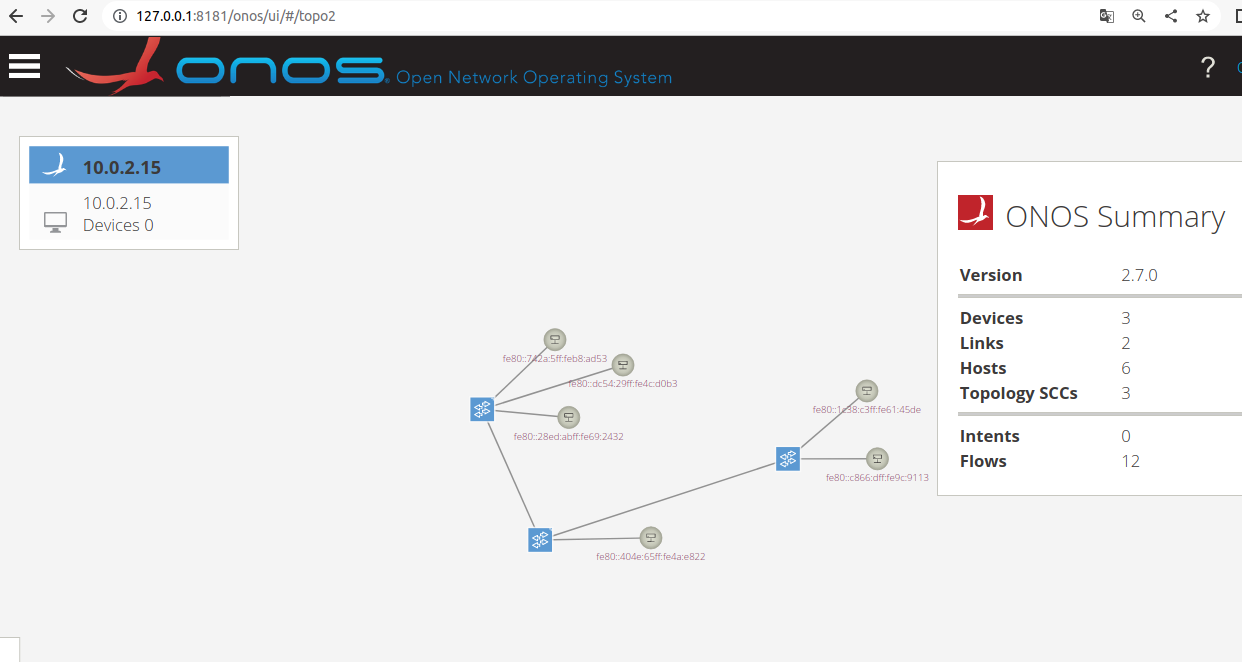 127.0.0.1:8181/onos/ui/#/topo2
onos Open Network Operating System
?
10.0.2.15
10.0.2.15
Devices 0
ONOS Summary
Version 2.7.0
Devices 3
Links 2
Hosts 6
Topology SCCs 3
Intents 0
Flows 12
fe80::742a:5ff:feb8:ad53
fe80::dc54:29ff:fe4c:d0b3
fe80::28ed:abff:fe69:2432
fe80::1c38:c3ff:fe61:45de
fe80::c866:dff:fe9c:9113
fe80::404e:65ff:fe4a:e822